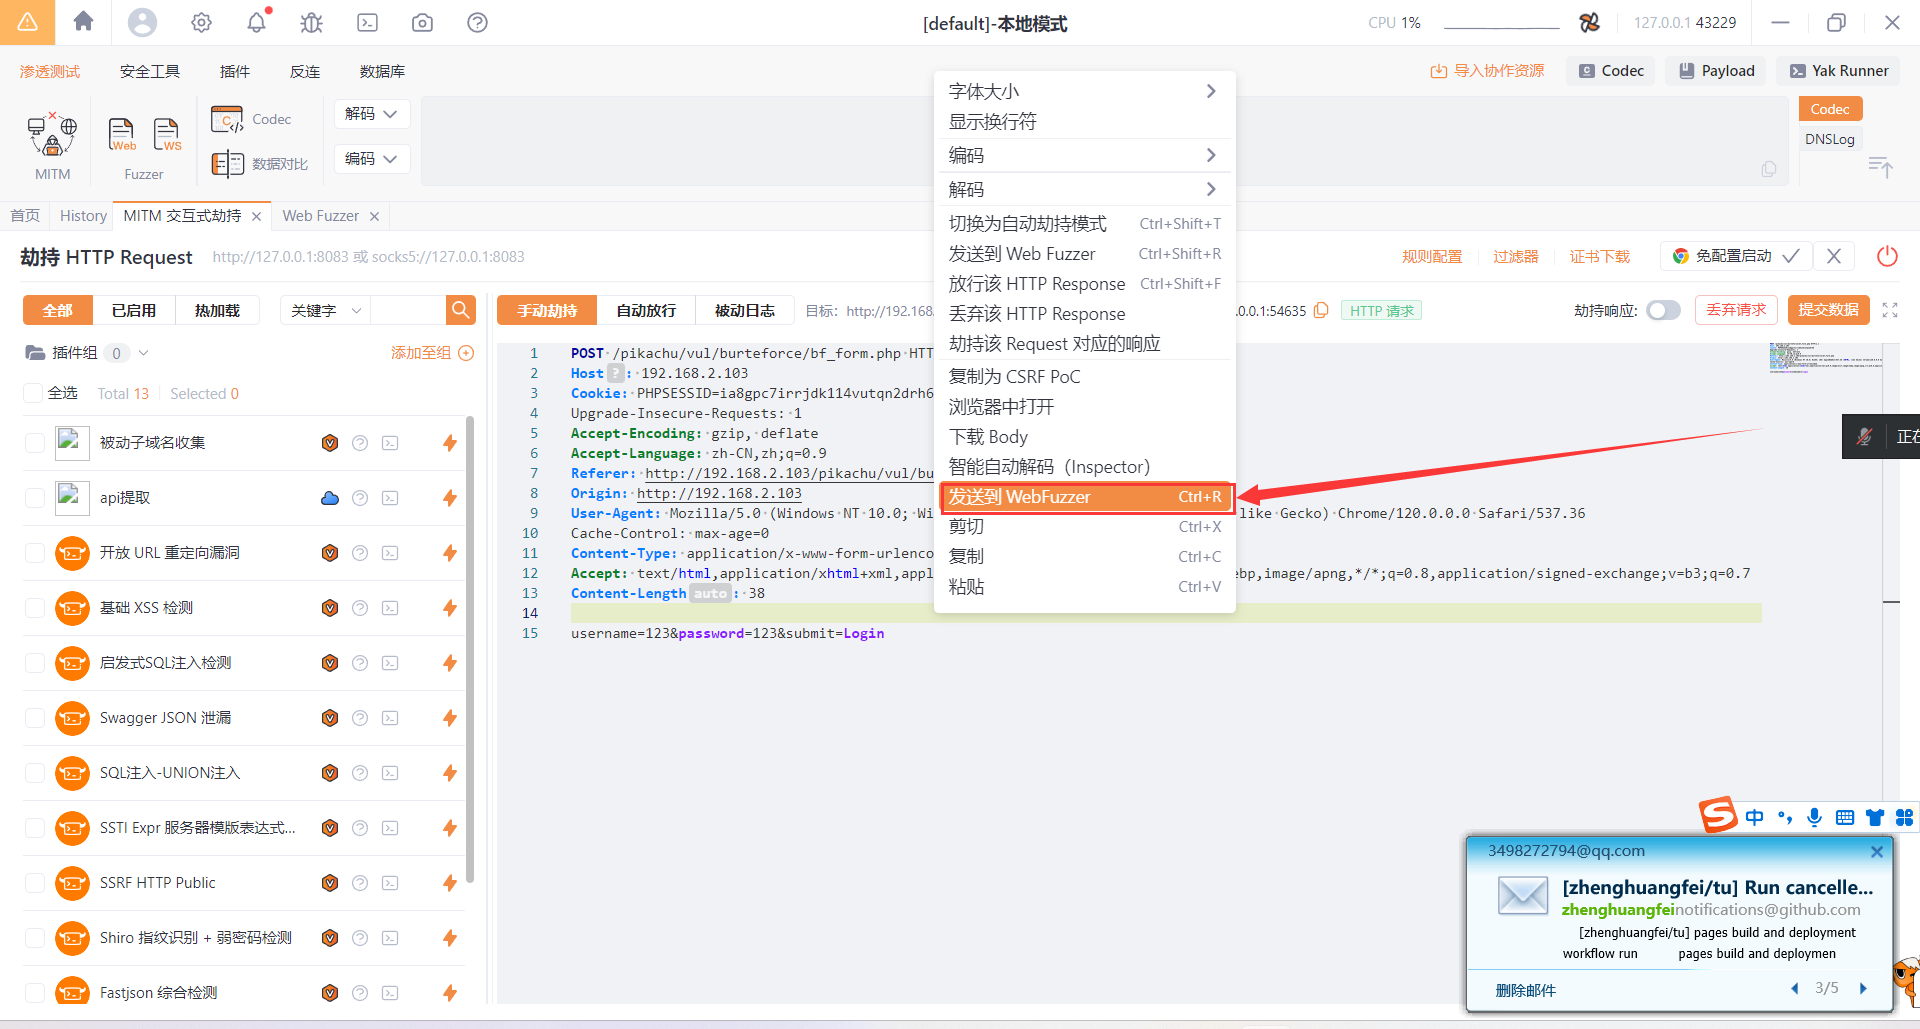 [default]-本地模式
CPU 1%
127.0.0.1 43229
渗透测试
安全工具
插件
反连
数据库
导入协作资源
Codec
Payload
Yak Runner
MITM
Web
WS
Fuzzer
Codec
数据对比
解码
编码
Codec
DNSLog
首页
History
MITM 交互式劫持
Web Fuzzer
劫持 HTTP Request
http://127.0.0.1:8083 或 socks5://127.0.0.1:8083
规则配置
过滤器
证书下载
免配置启动
全部
已启用
热加载
关键字
手动劫持
自动放行
被动日志
目标: http://192.168.
.0.0.1:54635
HTTP 请求
劫持响应:
丢弃请求
提交数据
插件组 0
添加至组
全选
Total 13
Selected 0
被动子域名收集
api提取
开放 URL 重定向漏洞
基础 XSS 检测
启发式SQL注入检测
Swagger JSON 泄漏
SQL注入-UNION注入
SSTI Expr 服务器模版表达式...
SSRF HTTP Public
Shiro 指纹识别 + 弱密码检测
Fastjson 综合检测
1 POST /pikachu/vul/burteforce/bf_form.php HTT
2 Host ? : 192.168.2.103
3 Cookie: PHPSESSID=ia8gpc7irrjdk114vutqn2drh6
4 Upgrade-Insecure-Requests: 1
5 Accept-Encoding: gzip, deflate
6 Accept-Language: zh-CN,zh;q=0.9
7 Referer: http://192.168.2.103/pikachu/vul/bu
8 Origin: http://192.168.2.103
9 User-Agent: Mozilla/5.0 (Windows NT 10.0; Wi
like Gecko) Chrome/120.0.0.0 Safari/537.36
10 Cache-Control: max-age=0
11 Content-Type: application/x-www-form-urlenco
12 Accept: text/html,application/xhtml+xml,appl
ebp,image/apng,*/*;q=0.8,application/signed-exchange;v=b3;q=0.7
13 Content-Length auto : 38
14
15 username=123&password=123&submit=Login
字体大小
显示换行符
编码
解码
切换为自动劫持模式 Ctrl+Shift+T
发送到 Web Fuzzer Ctrl+Shift+R
放行该 HTTP Response Ctrl+Shift+F
丢弃该 HTTP Response
劫持该 Request 对应的响应
复制为 CSRF PoC
浏览器中打开
下载 Body
智能自动解码（Inspector）
发送到 WebFuzzer Ctrl+R
剪切 Ctrl+X
复制 Ctrl+C
粘贴 Ctrl+V
正在
中
3498272794@qq.com
[zhenghuangfei/tu] Run cancelle...
zhenghuangfeinotifications@github.com
[zhenghuangfei/tu] pages build and deployment
workflow run pages build and deploymen
删除邮件
3/5